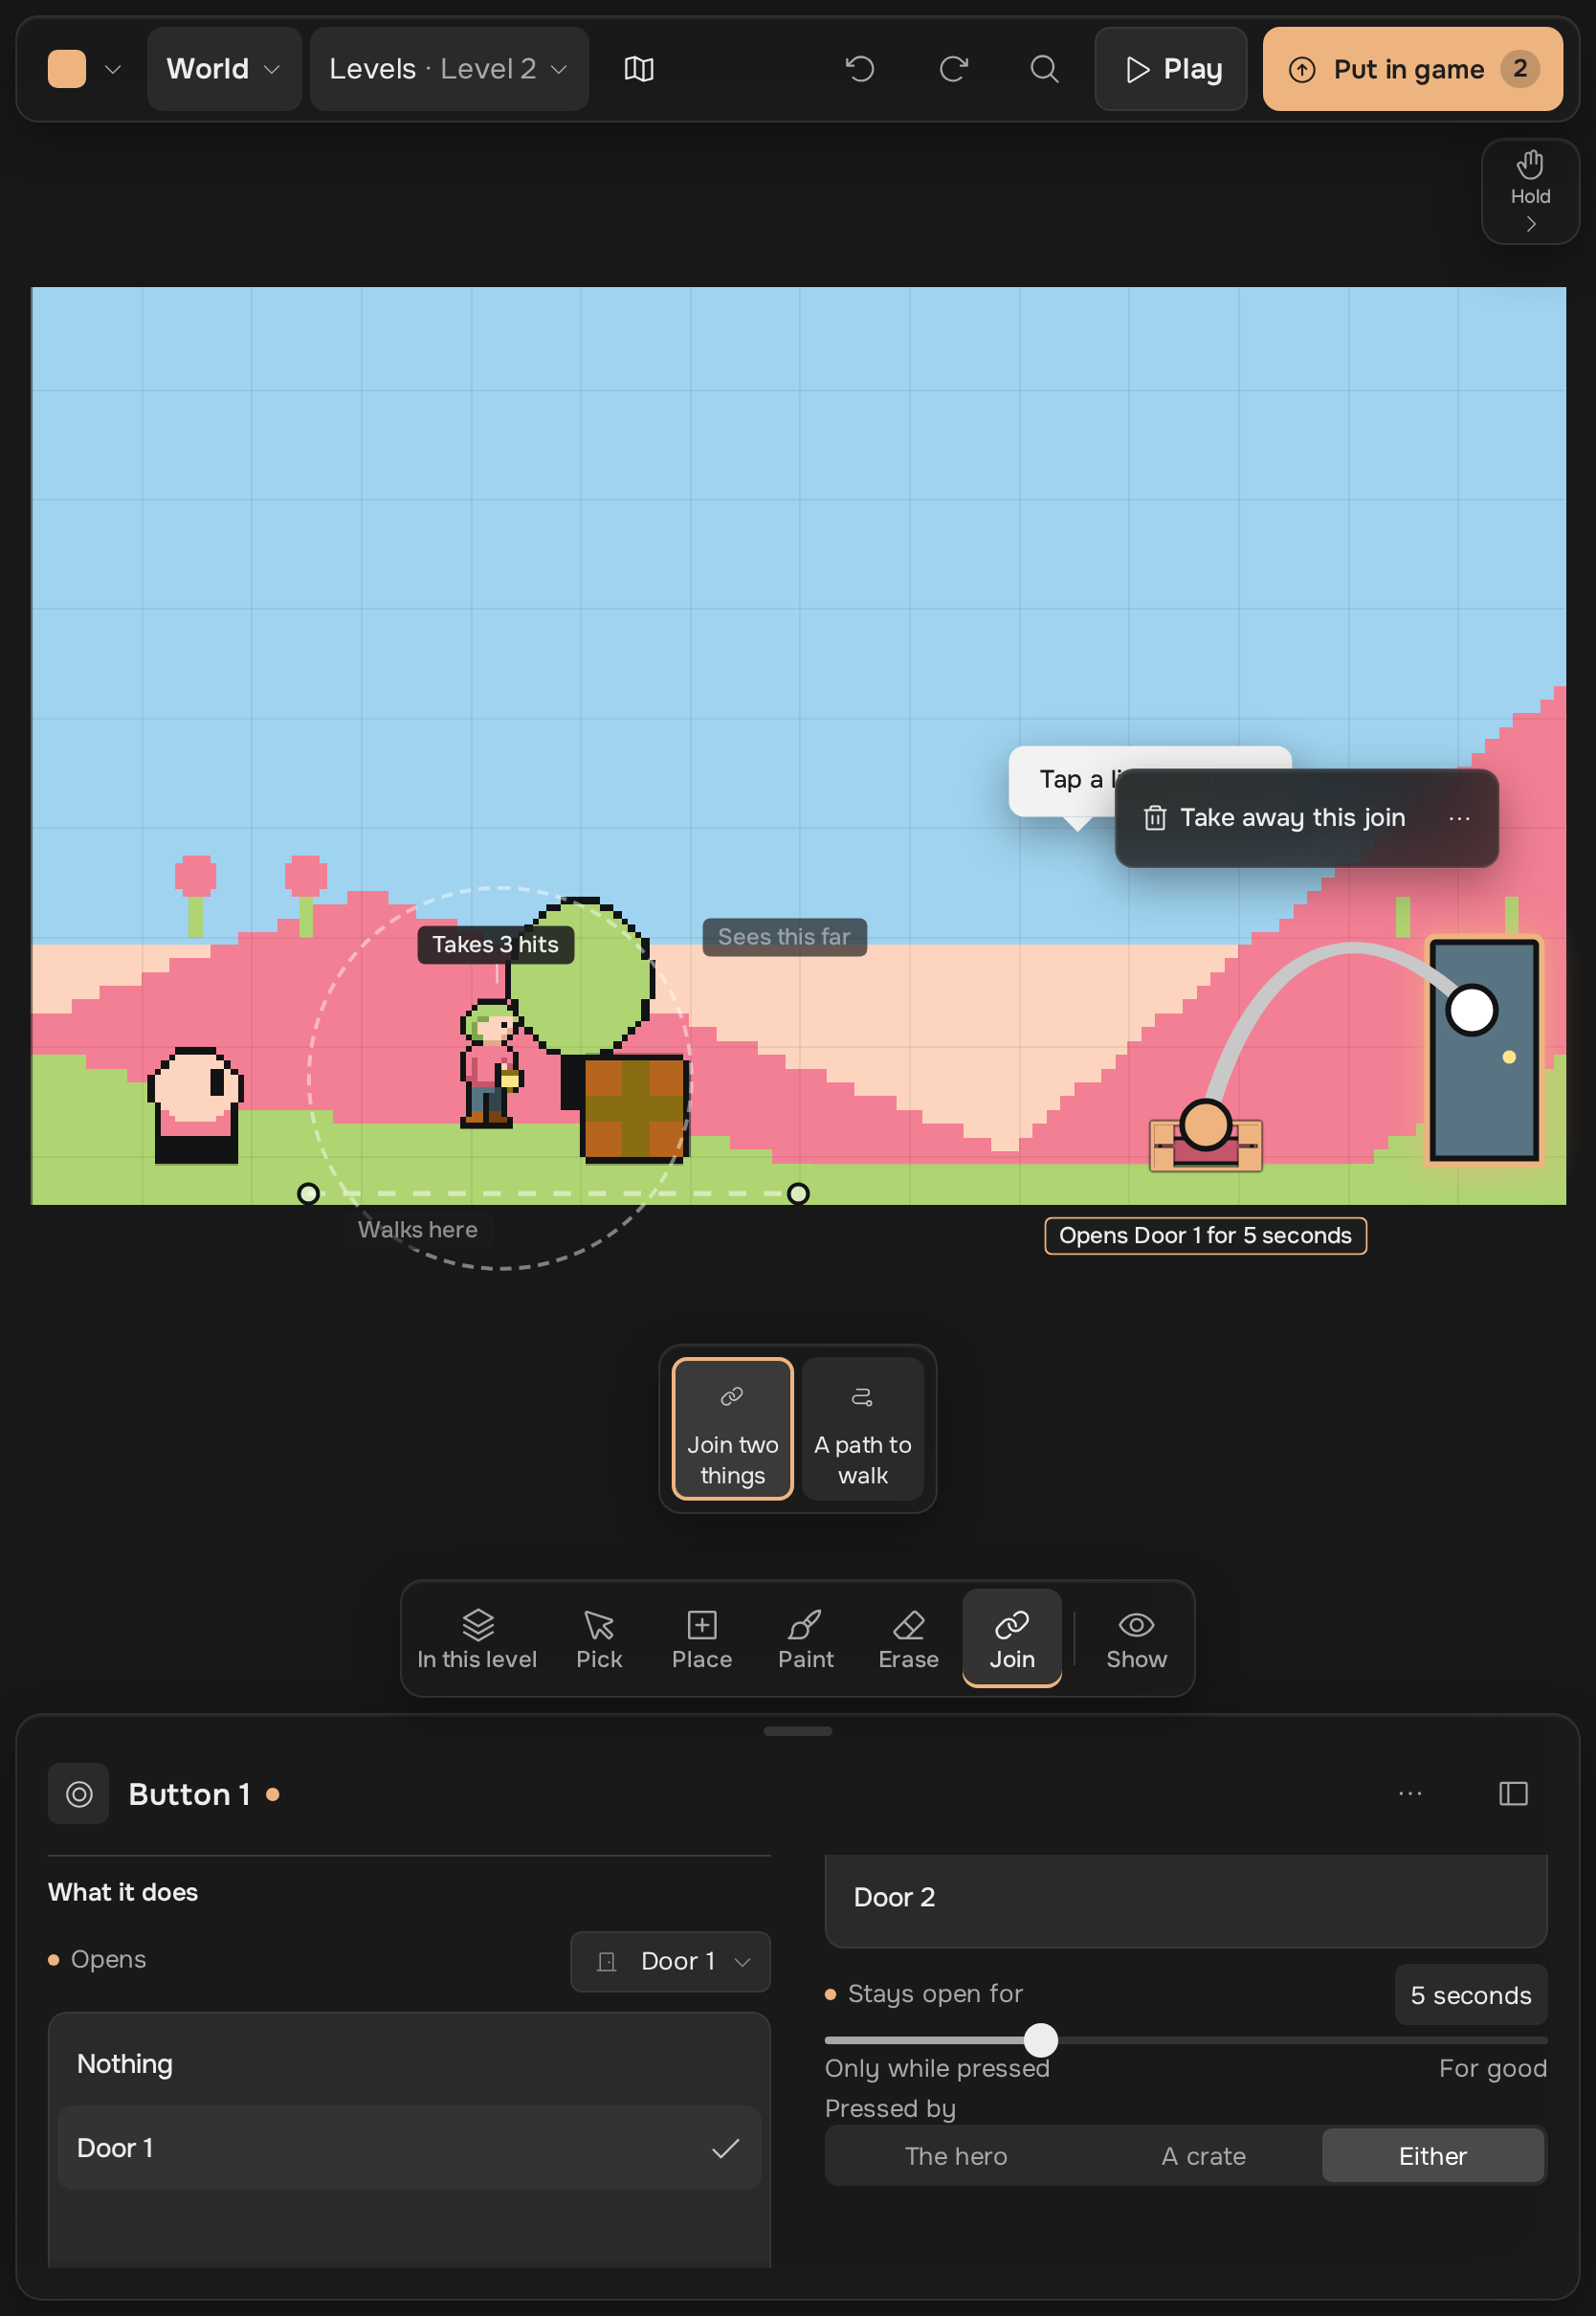 World
Levels · Level 2
Play
Put in game 2
Hold
Tap a
Take away this join
Takes 3 hits
Sees this far
Walks here
Opens Door 1 for 5 seconds
Join two
things
A path to
walk
In this level
Pick
Place
Paint
Erase
Join
Show
Button 1
What it does
Opens
Door 1
Nothing
Door 1
Door 2
Stays open for
5 seconds
Only while pressed
For good
Pressed by
The hero
A crate
Either